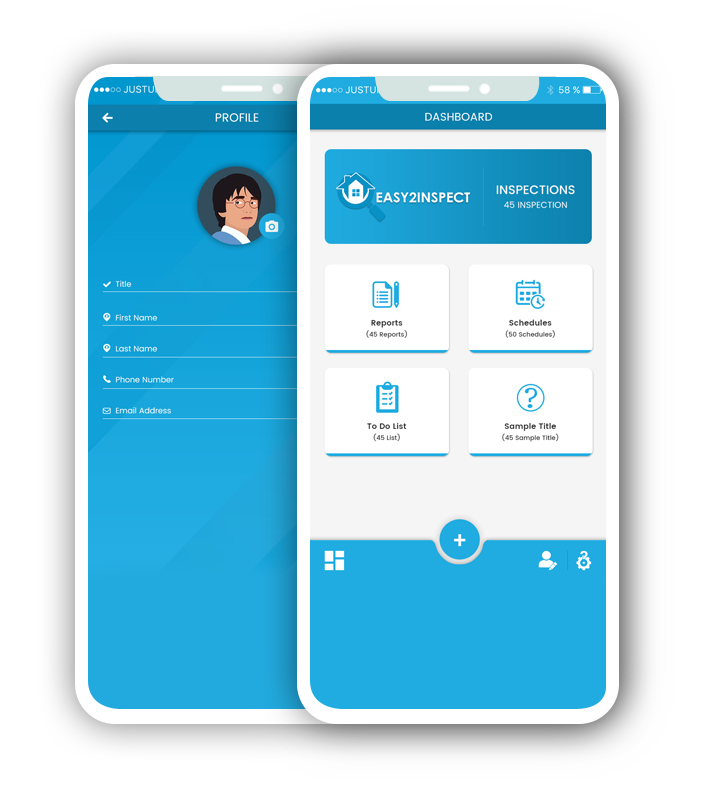 JUSTU
PROFILE
Title
First Name
Last Name
Phone Number
Email Address
JUSTU
58 %
DASHBOARD
EASY2INSPECT
INSPECTIONS
45 INSPECTION
Reports
(45 Reports)
Schedules
(50 Schedules)
To Do List
(45 List)
Sample Title
(45 Sample Title)